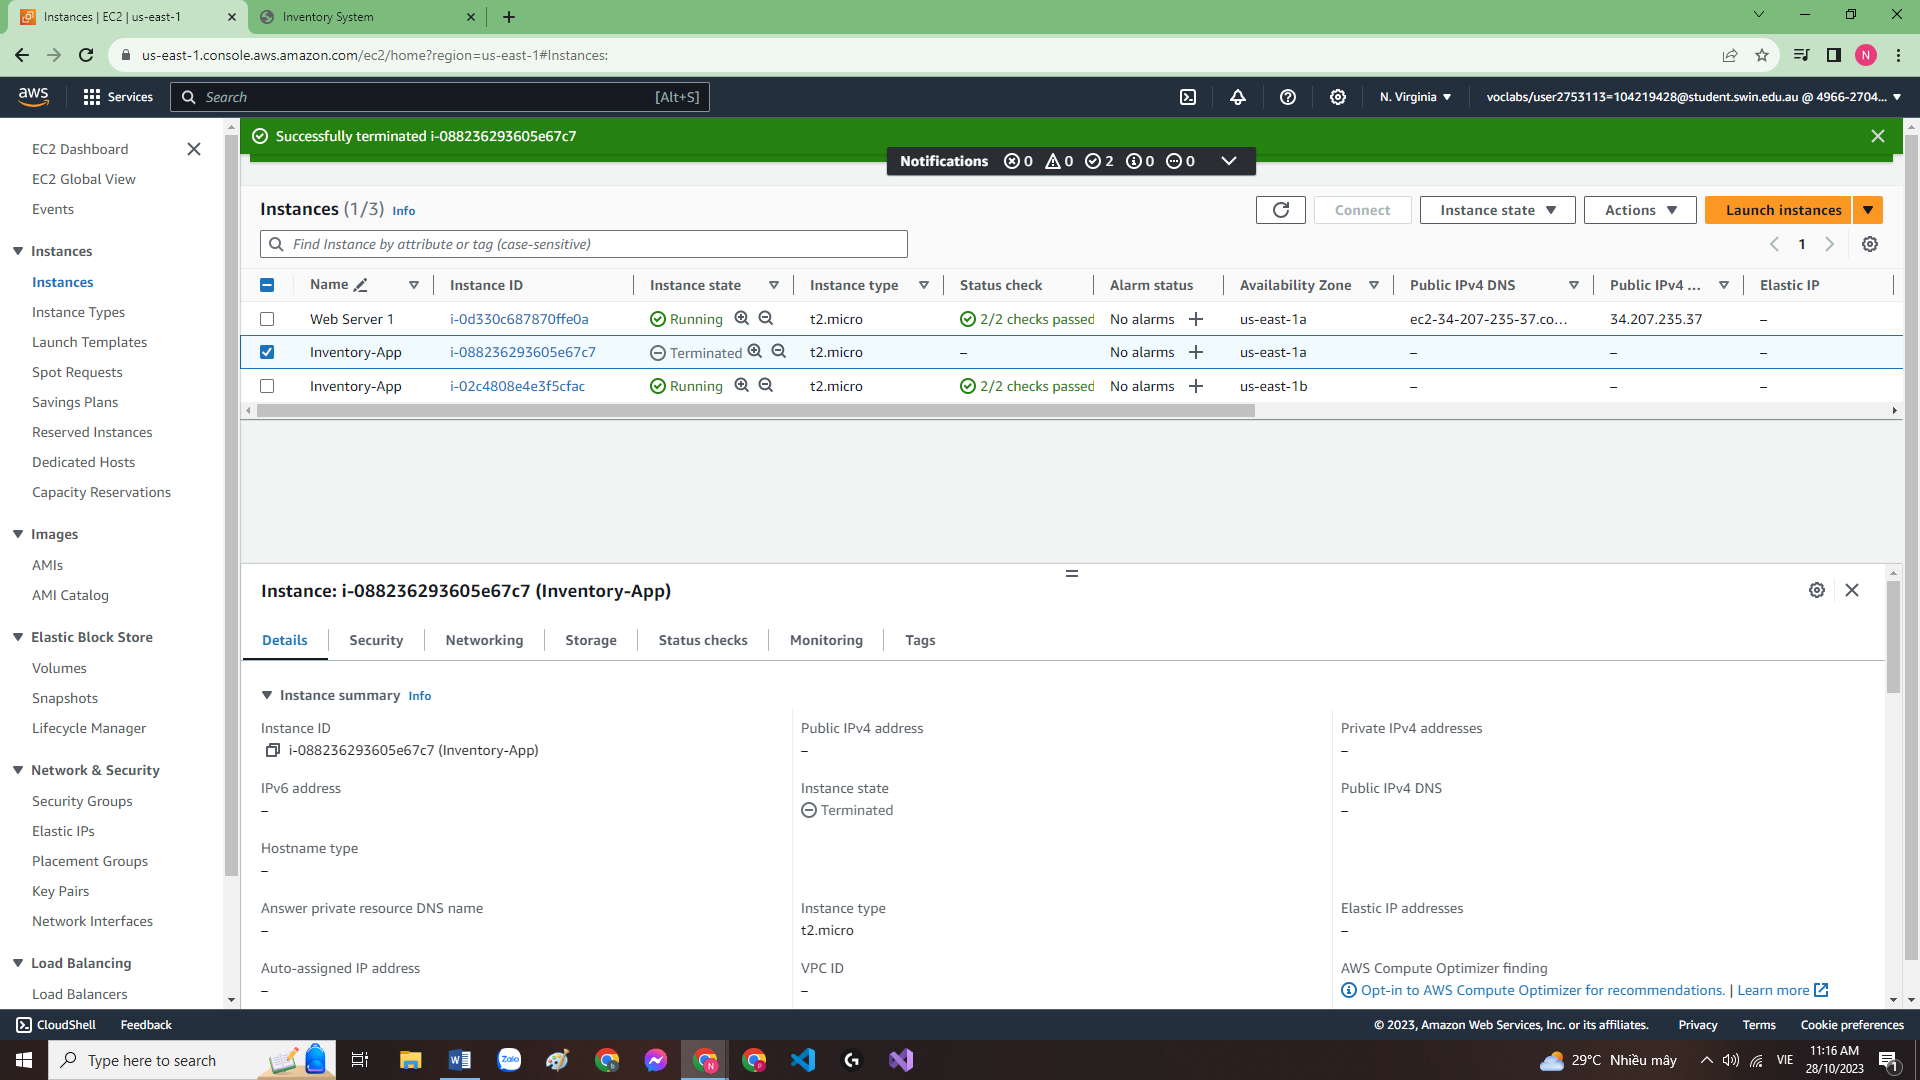 Instances | EC2 | us-east-1
Inventory System
us-east-1.console.aws.amazon.com/ec2/home?region=us-east-1#Instances:
N
aws
Services
Search
[Alt+S]
N. Virginia
voclabs/user2753113=104219428@student.swin.edu.au @ 4966-2704...
EC2 Dashboard
EC2 Global View
Events
Instances
Instances
Instance Types
Launch Templates
Spot Requests
Savings Plans
Reserved Instances
Dedicated Hosts
Capacity Reservations
Images
AMIs
AMI Catalog
Elastic Block Store
Volumes
Snapshots
Lifecycle Manager
Network & Security
Security Groups
Elastic IPs
Placement Groups
Key Pairs
Network Interfaces
Load Balancing
Load Balancers
Successfully terminated i-088236293605e67c7
Notifications 0 0 2 0 0
Instances (1/3) Info
Connect
Instance state
Actions
Launch instances
Find Instance by attribute or tag (case-sensitive)
1
Name Instance ID Instance state Instance type Status check Alarm status Availability Zone Public IPv4 DNS Public IPv4 ... Elastic IP
Web Server 1 i-0d330c687870ffe0a Running t2.micro 2/2 checks passed No alarms + us-east-1a ec2-34-207-235-37.co... 34.207.235.37 –
Inventory-App i-088236293605e67c7 Terminated t2.micro – No alarms + us-east-1a – – –
Inventory-App i-02c4808e4e3f5cfac Running t2.micro 2/2 checks passed No alarms + us-east-1b – – –
Instance: i-088236293605e67c7 (Inventory-App)
Details Security Networking Storage Status checks Monitoring Tags
Instance summary Info
Instance ID
i-088236293605e67c7 (Inventory-App)
Public IPv4 address
–
Private IPv4 addresses
–
IPv6 address
–
Instance state
Terminated
Public IPv4 DNS
–
Hostname type
–
Answer private resource DNS name
–
Instance type
t2.micro
Elastic IP addresses
–
Auto-assigned IP address
–
VPC ID
–
AWS Compute Optimizer finding
Opt-in to AWS Compute Optimizer for recommendations. | Learn more
CloudShell
Feedback
© 2023, Amazon Web Services, Inc. or its affiliates.
Privacy
Terms
Cookie preferences
Type here to search
Zalo
29°C Nhiều mây
VIE
11:16 AM
28/10/2023
1